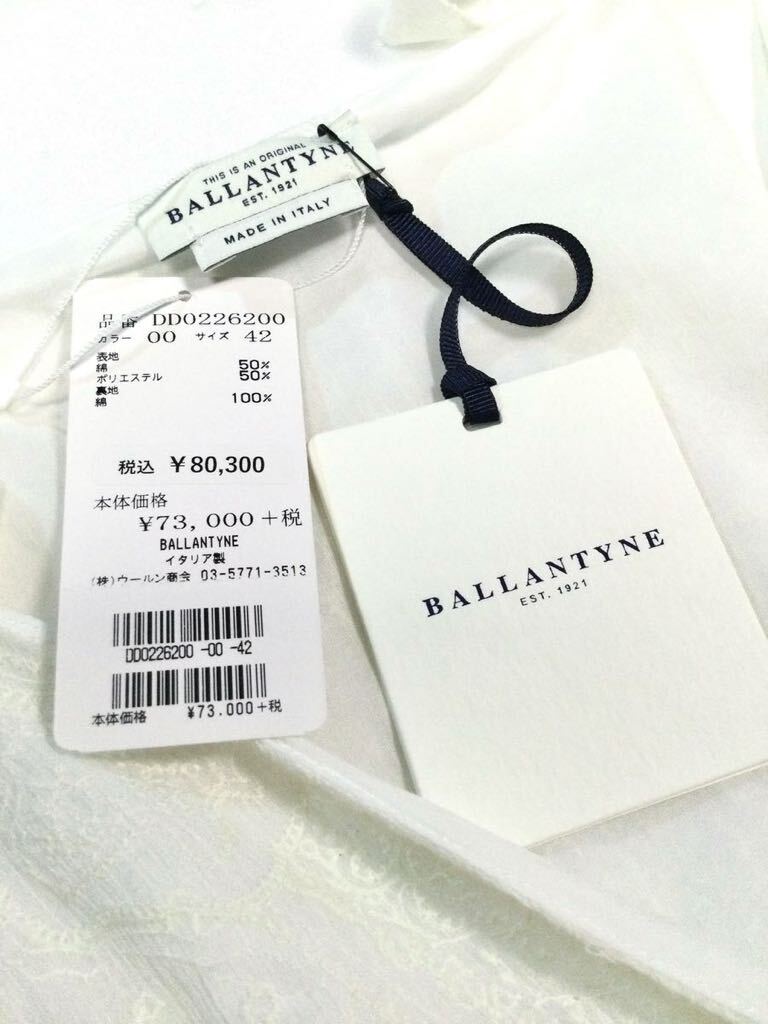 THIS IS AN ORIGINAL
BALLANTYNE
EST. 1921
MADE IN ITALY
品番 DD0226200
カラー 00 サイズ 42
表地
綿 50%
ポリエステル 50%
裏地
綿 100%
税込 ¥80,300
本体価格
¥73,000+税
BALLANTYNE
イタリア製
(株)ウールン商会 03-5771-3513
DD0226200 -00 -42
本体価格 ¥73.000+税
BALLANTYNE
EST. 1921